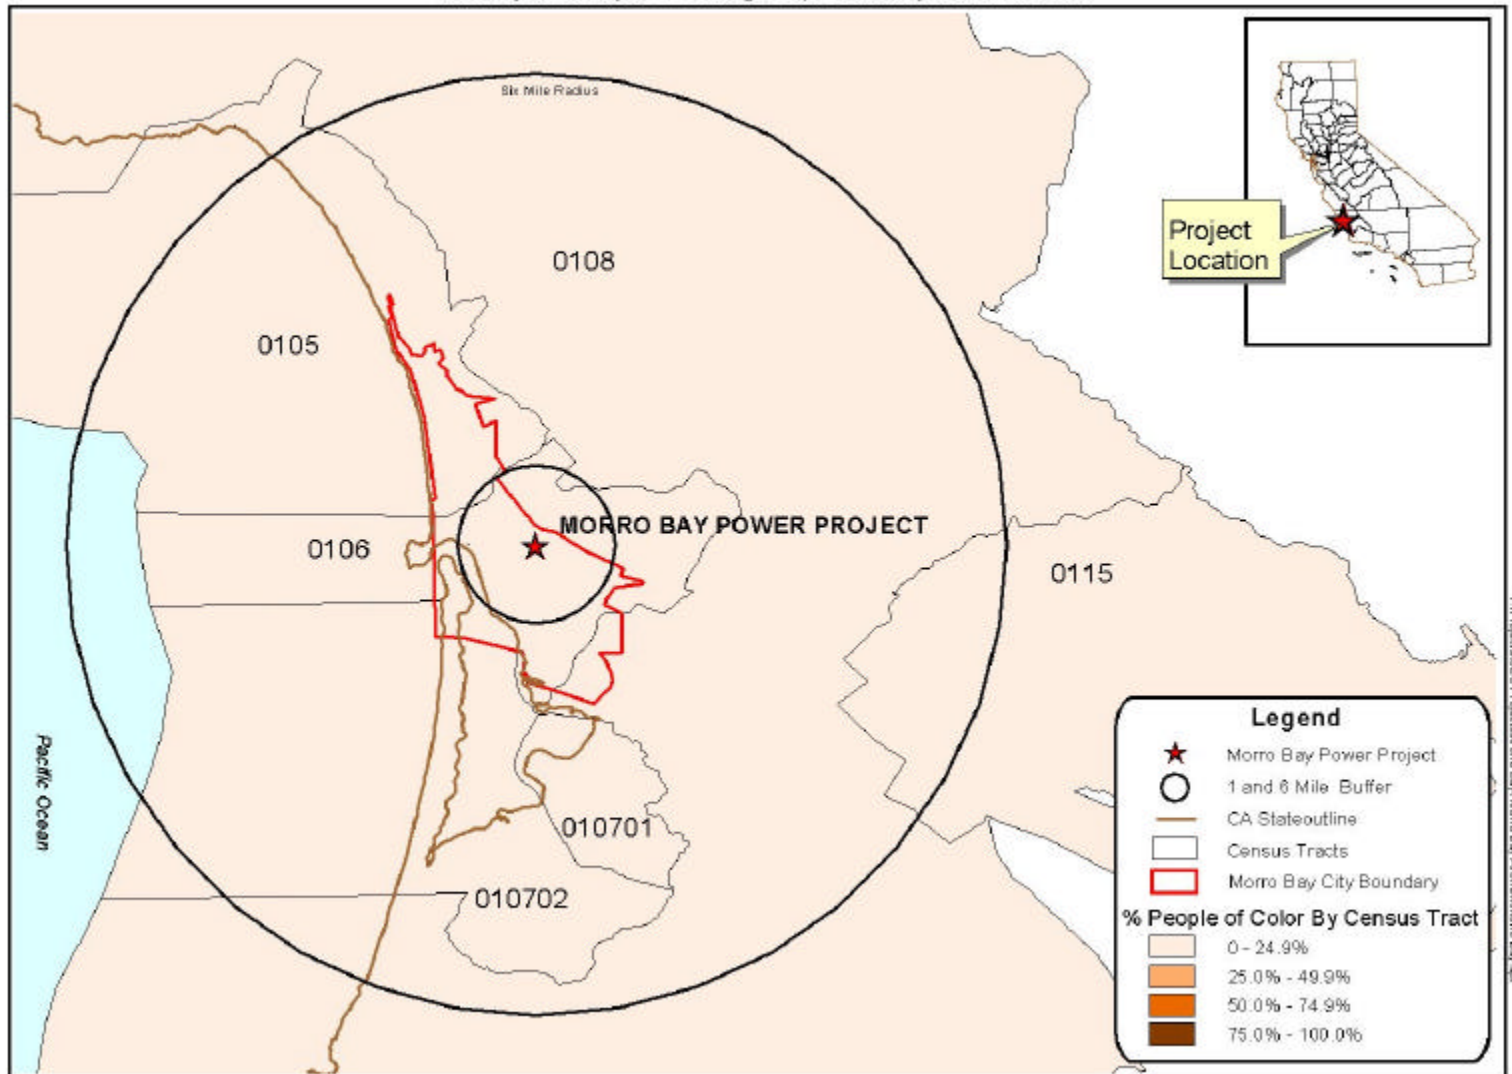 Six Mile Radius
0108
Project
Location
0105
MORRO BAY POWER PROJECT
0106
0115
Pacific Ocean
010701
010702
Legend
Morro Bay Power Project
1 and 6 Mile Buffer
CA Stateoutline
Census Tracts
Morro Bay City Boundary
% People of Color By Census Tract
0 - 24.9%
25.0% - 49.9%
50.0% - 74.9%
75.0% - 100.0%